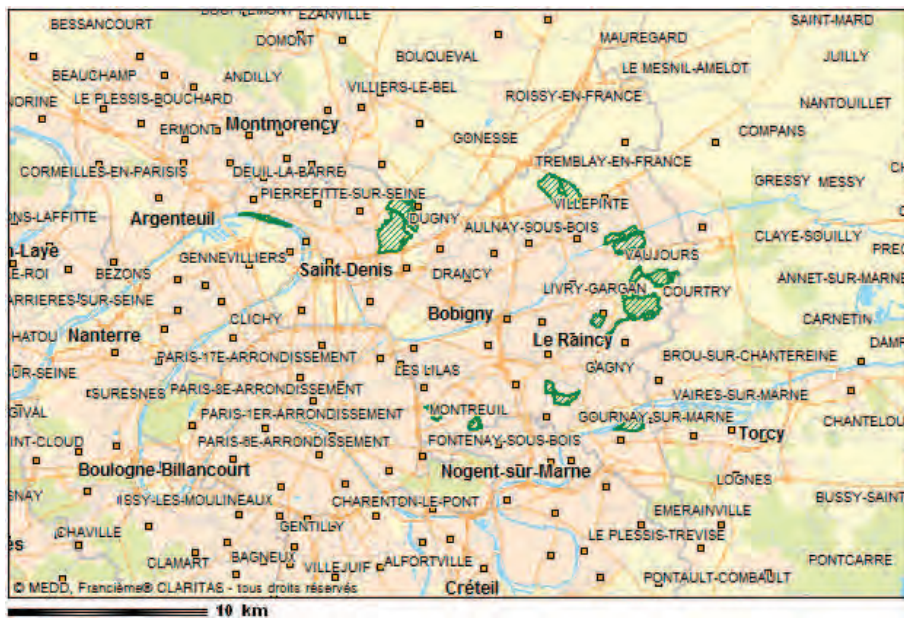 BESSANCOURT
EZANVILLE
SAINT-MARD
DOMONT
MAUREGARD
BOUQUEVAL
JUILLY
BEAUCHAMP
ANDILLY
LE MESNIL-AMELOT
VILLIERS-LE-BEL
LE PLESSIS-BOUCHARD
ROISSY-EN-FRANCE
NANTOUILLET
ERMONT
Montmorency
GONESSE
COMPANS
CORMEILLES-EN-PARISIS
DEUIL-LA-BARRE
TREMBLAY-EN-FRANCE
PIERREFITTE-SUR-SEINE
GRESSY
MESSY
Argenteuil
DUGNY
VILLEPINTE
AULNAY-SOUS-BOIS
CLAYE-SOUILLY
GENNEVILLIERS
VAUJOURS
BEZONS
Saint-Denis
DRANCY
ANNET-SUR-MARNE
LIVRY-GARGAN
COURTRY
CLICHY
Bobigny
CARNETIN
Nanterre
Le Raincy
PARIS-17E-ARRONDISSEMENT
BROU-SUR-CHANTEREINE
LES LILAS
GAGNY
SURESNES
PARIS-8E-ARRONDISSEMENT
VAIRES-SUR-MARNE
PARIS-1ER-ARRONDISSEMENT
MONTREUIL
GOURNAY-SUR-MARNE
PARIS-6E-ARRONDISSEMENT
FONTENAY-SOUS-BOIS
Torcy
Boulogne-Billancourt
Nogent-sur-Marne
LOGNES
ISSY-LES-MOULINEAUX
CHARENTON-LE-PONT
EMERAINVILLE
CHAVILLE
GENTILLY
LE PLESSIS-TREVISE
CLAMART
BAGNEUX
VILLEJUIF
ALFORTVILLE
PONTCARRE
PONTAULT-COMBAULT
© MEDD, Francième® CLARITAS - tous droits réservés
Créteil
10 km